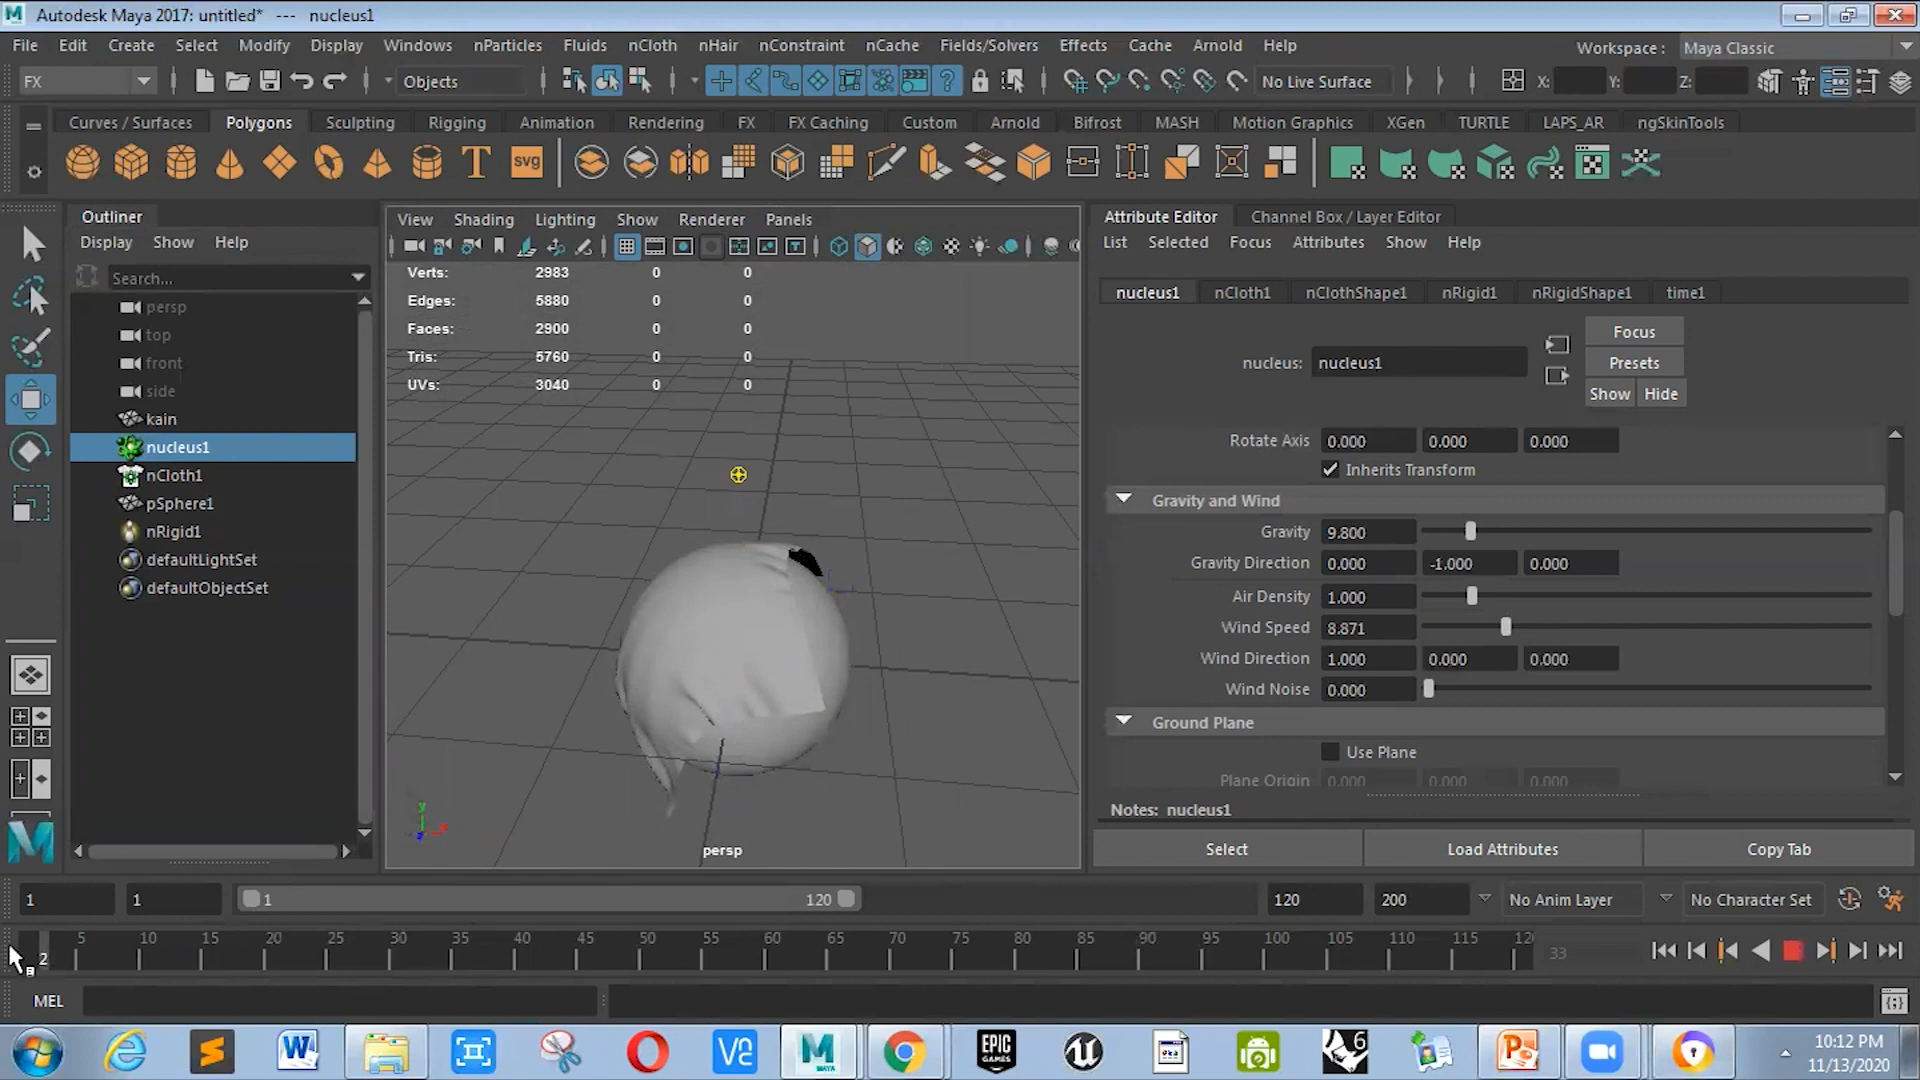 Autodesk Maya 2017: untitled* --- nucleus1
File Edit Create Select Modify Display Windows nParticles Fluids nCloth nHair nConstraint nCache Fields/Solvers Effects Cache Arnold Help Workspace : Maya Classic
FX Objects No Live Surface X: Y: Z:
Curves / Surfaces Polygons Sculpting Rigging Animation Rendering FX FX Caching Custom Arnold Bifrost MASH Motion Graphics XGen TURTLE LAPS_AR ngSkinTools
T svg
Outliner
Display Show Help
Search...
persp
top
front
side
kain
nucleus1
nCloth1
pSphere1
nRigid1
defaultLightSet
defaultObjectSet
View Shading Lighting Show Renderer Panels
Verts: 2983 0 0
Edges: 5880 0 0
Faces: 2900 0 0
Tris: 5760 0 0
UVs: 3040 0 0
y
x
persp
Attribute Editor Channel Box / Layer Editor
List Selected Focus Attributes Show Help
nucleus1 nCloth1 nClothShape1 nRigid1 nRigidShape1 time1
nucleus: nucleus1
Focus
Presets
Show Hide
Rotate Axis 0.000 0.000 0.000
Inherits Transform
Gravity and Wind
Gravity 9.800
Gravity Direction 0.000 -1.000 0.000
Air Density 1.000
Wind Speed 8.871
Wind Direction 1.000 0.000 0.000
Wind Noise 0.000
Ground Plane
Use Plane
Plane Origin 0.000 0.000 0.000
Notes: nucleus1
Select Load Attributes Copy Tab
1 1 1 120 120 200 No Anim Layer No Character Set
2 5 10 15 20 25 30 35 40 45 50 55 60 65 70 75 80 85 90 95 100 105 110 115 12 33
MEL
10:12 PM
11/13/2020